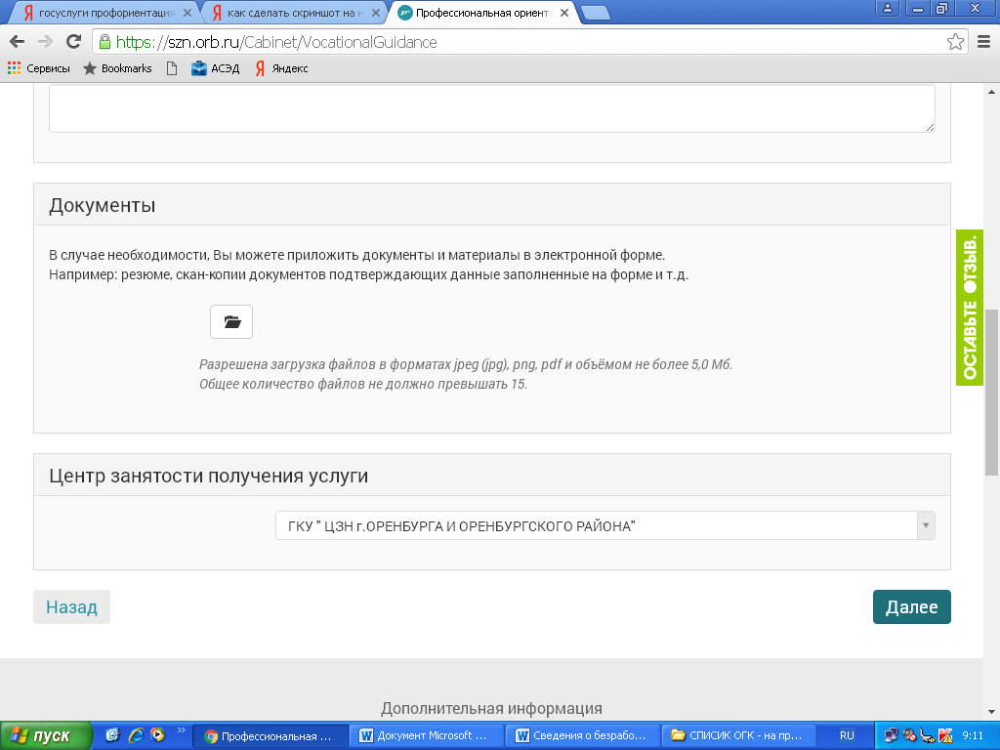 госуслуги профориентация
как сделать скриншот на н
Профессиональная ориент
https://szn.orb.ru/Cabinet/VocationalGuidance
Сервисы
Bookmarks
АСЭД
Яндекс
Документы
В случае необходимости, Вы можете приложить документы и материалы в электронной форме.
Например: резюме, скан-копии документов подтверждающих данные заполненные на форме и т.д.
Разрешена загрузка файлов в форматах jpeg (jpg), png, pdf и объёмом не более 5,0 Мб.
Общее количество файлов не должно превышать 15.
ОСТАВЬТЕ ОТЗЫВ.
Центр занятости получения услуги
ГКУ " ЦЗН г.ОРЕНБУРГА И ОРЕНБУРГСКОГО РАЙОНА"
Назад
Далее
Дополнительная информация
пуск
Профессиональная ...
Документ Microsoft ...
Сведения о безрабо...
СПИСИК ОГК - на пр...
RU
9:11